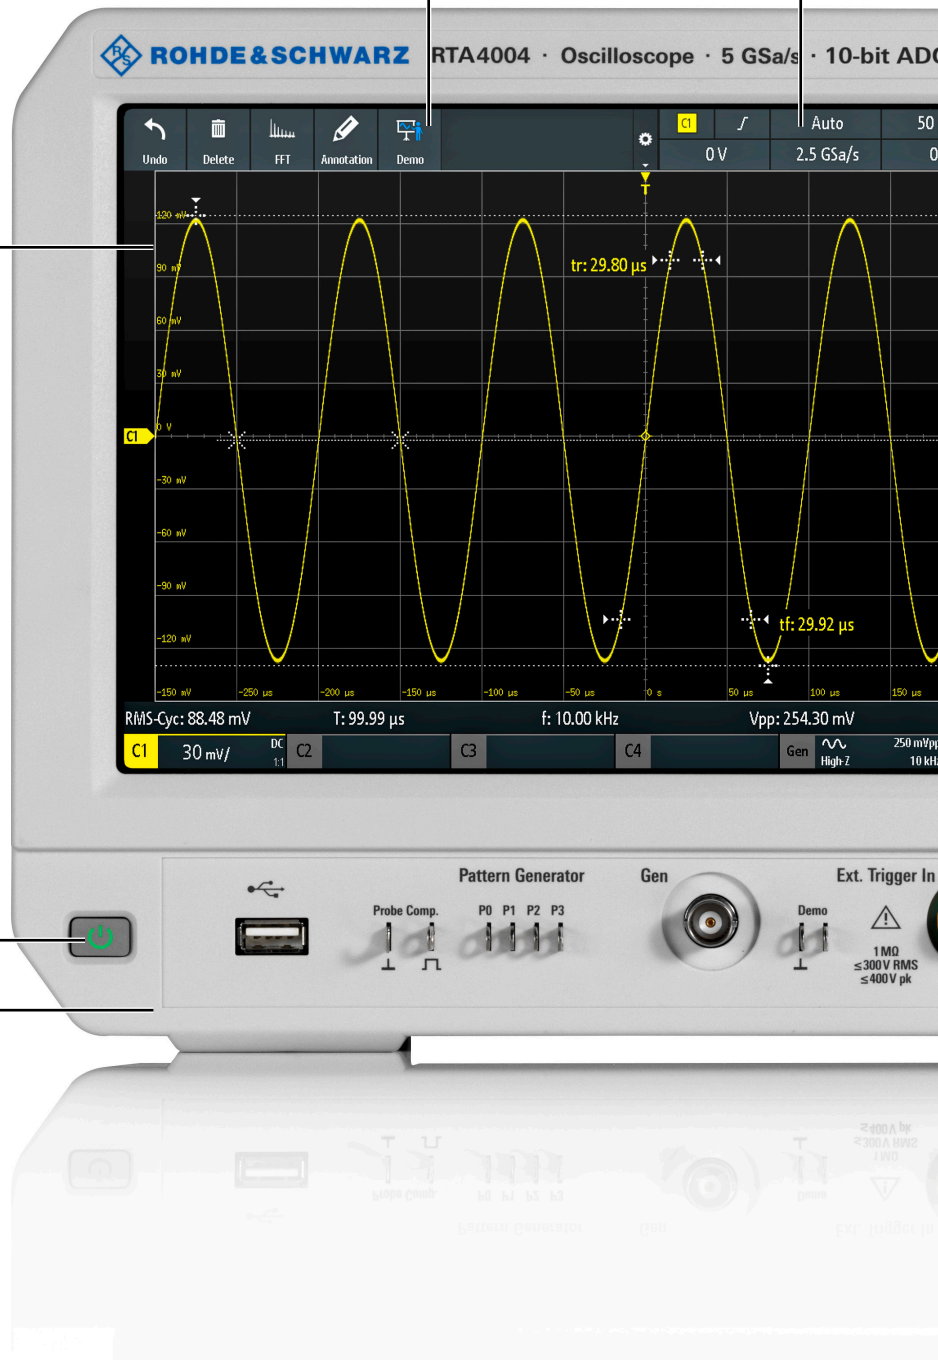 ROHDE&SCHWARZ RTA4004 · Oscilloscope · 5 GSa/s · 10-bit ADC
Undo Delete FFT Annotation Demo
C1 Auto 50
0 V 2.5 GSa/s 0
T
120 mV
90 mV
tr: 29.80 µs
60 mV
30 mV
C1 0 V
-30 mV
-60 mV
-90 mV
tf: 29.92 µs
-120 mV
-150 mV -250 µs -200 µs -150 µs -100 µs -50 µs 0 s 50 µs 100 µs 150 µs
RMS-Cyc: 88.48 mV T: 99.99 µs f: 10.00 kHz Vpp: 254.30 mV
C1 30 mV/ DC 1:1 C2 C3 C4 Gen High-Z 250 mVpp 10 kHz
Pattern Generator Gen Ext. Trigger In
Probe Comp. P0 P1 P2 P3 Demo
1 MΩ
≤300 V RMS
≤400 V pk